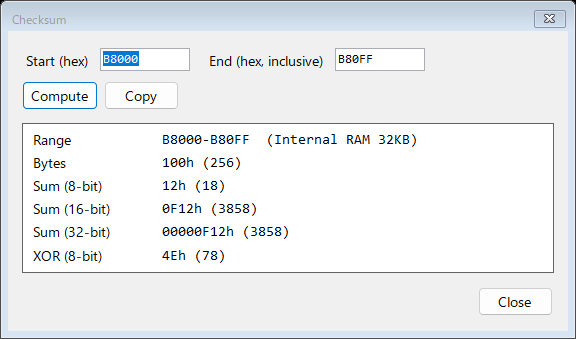 Checksum
Start (hex) B8000 End (hex, inclusive) B80FF
Compute Copy
Range B8000-B80FF (Internal RAM 32KB)
Bytes 100h (256)
Sum (8-bit) 12h (18)
Sum (16-bit) 0F12h (3858)
Sum (32-bit) 00000F12h (3858)
XOR (8-bit) 4Eh (78)
Close